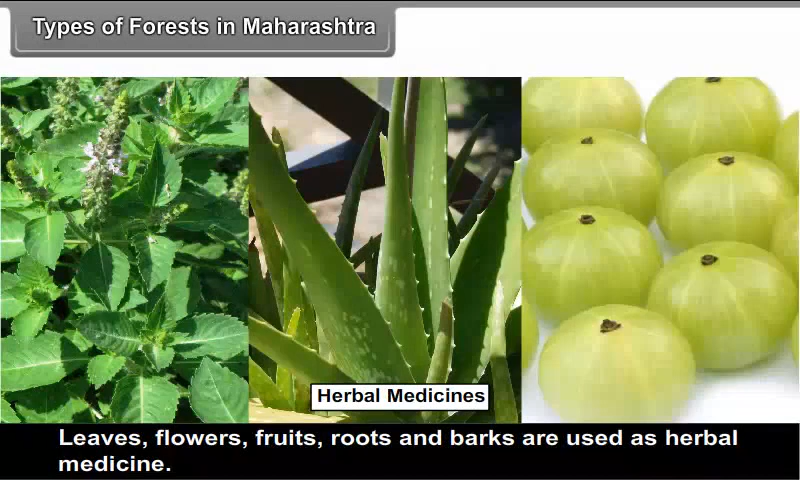 Types of Forests in Maharashtra
Herbal Medicines
Leaves, flowers, fruits, roots and barks are used as herbal
medicine.